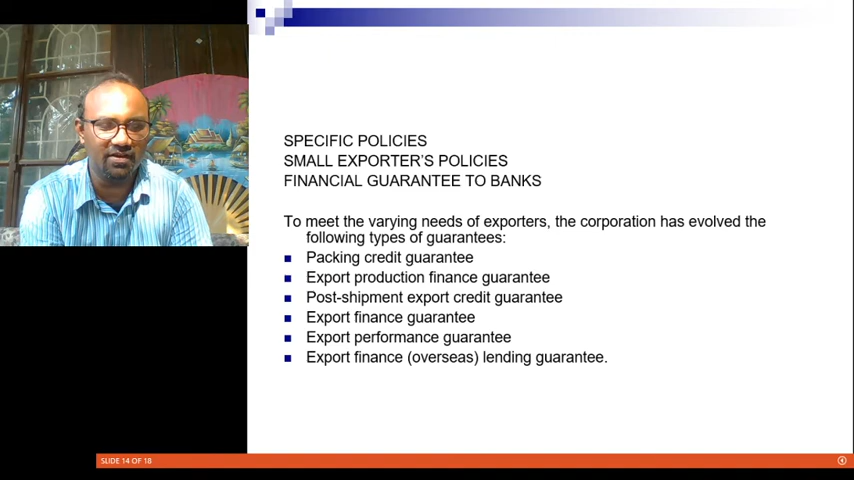 SPECIFIC POLICIES
SMALL EXPORTER'S POLICIES
FINANCIAL GUARANTEE TO BANKS
To meet the varying needs of exporters, the corporation has evolved the
following types of guarantees:
Packing credit guarantee
Export production finance guarantee
Post-shipment export credit guarantee
Export finance guarantee
Export performance guarantee
Export finance (overseas) lending guarantee.
SLIDE 14 OF 18